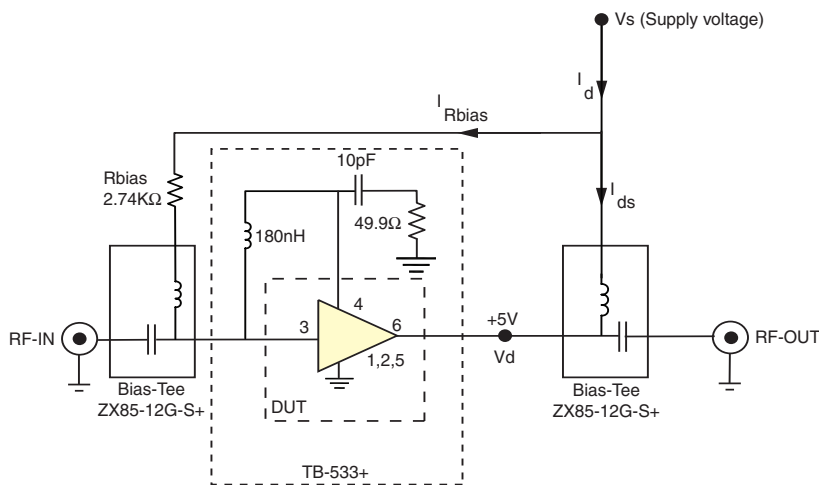 Vs (Supply voltage)
I d
I Rbias
10pF
Rbias
2.74KΩ
49.9Ω
I ds
180nH
4
3
6
+5V
RF-IN
RF-OUT
1,2,5
Vd
Bias-Tee
ZX85-12G-S+
DUT
Bias-Tee
ZX85-12G-S+
TB-533+